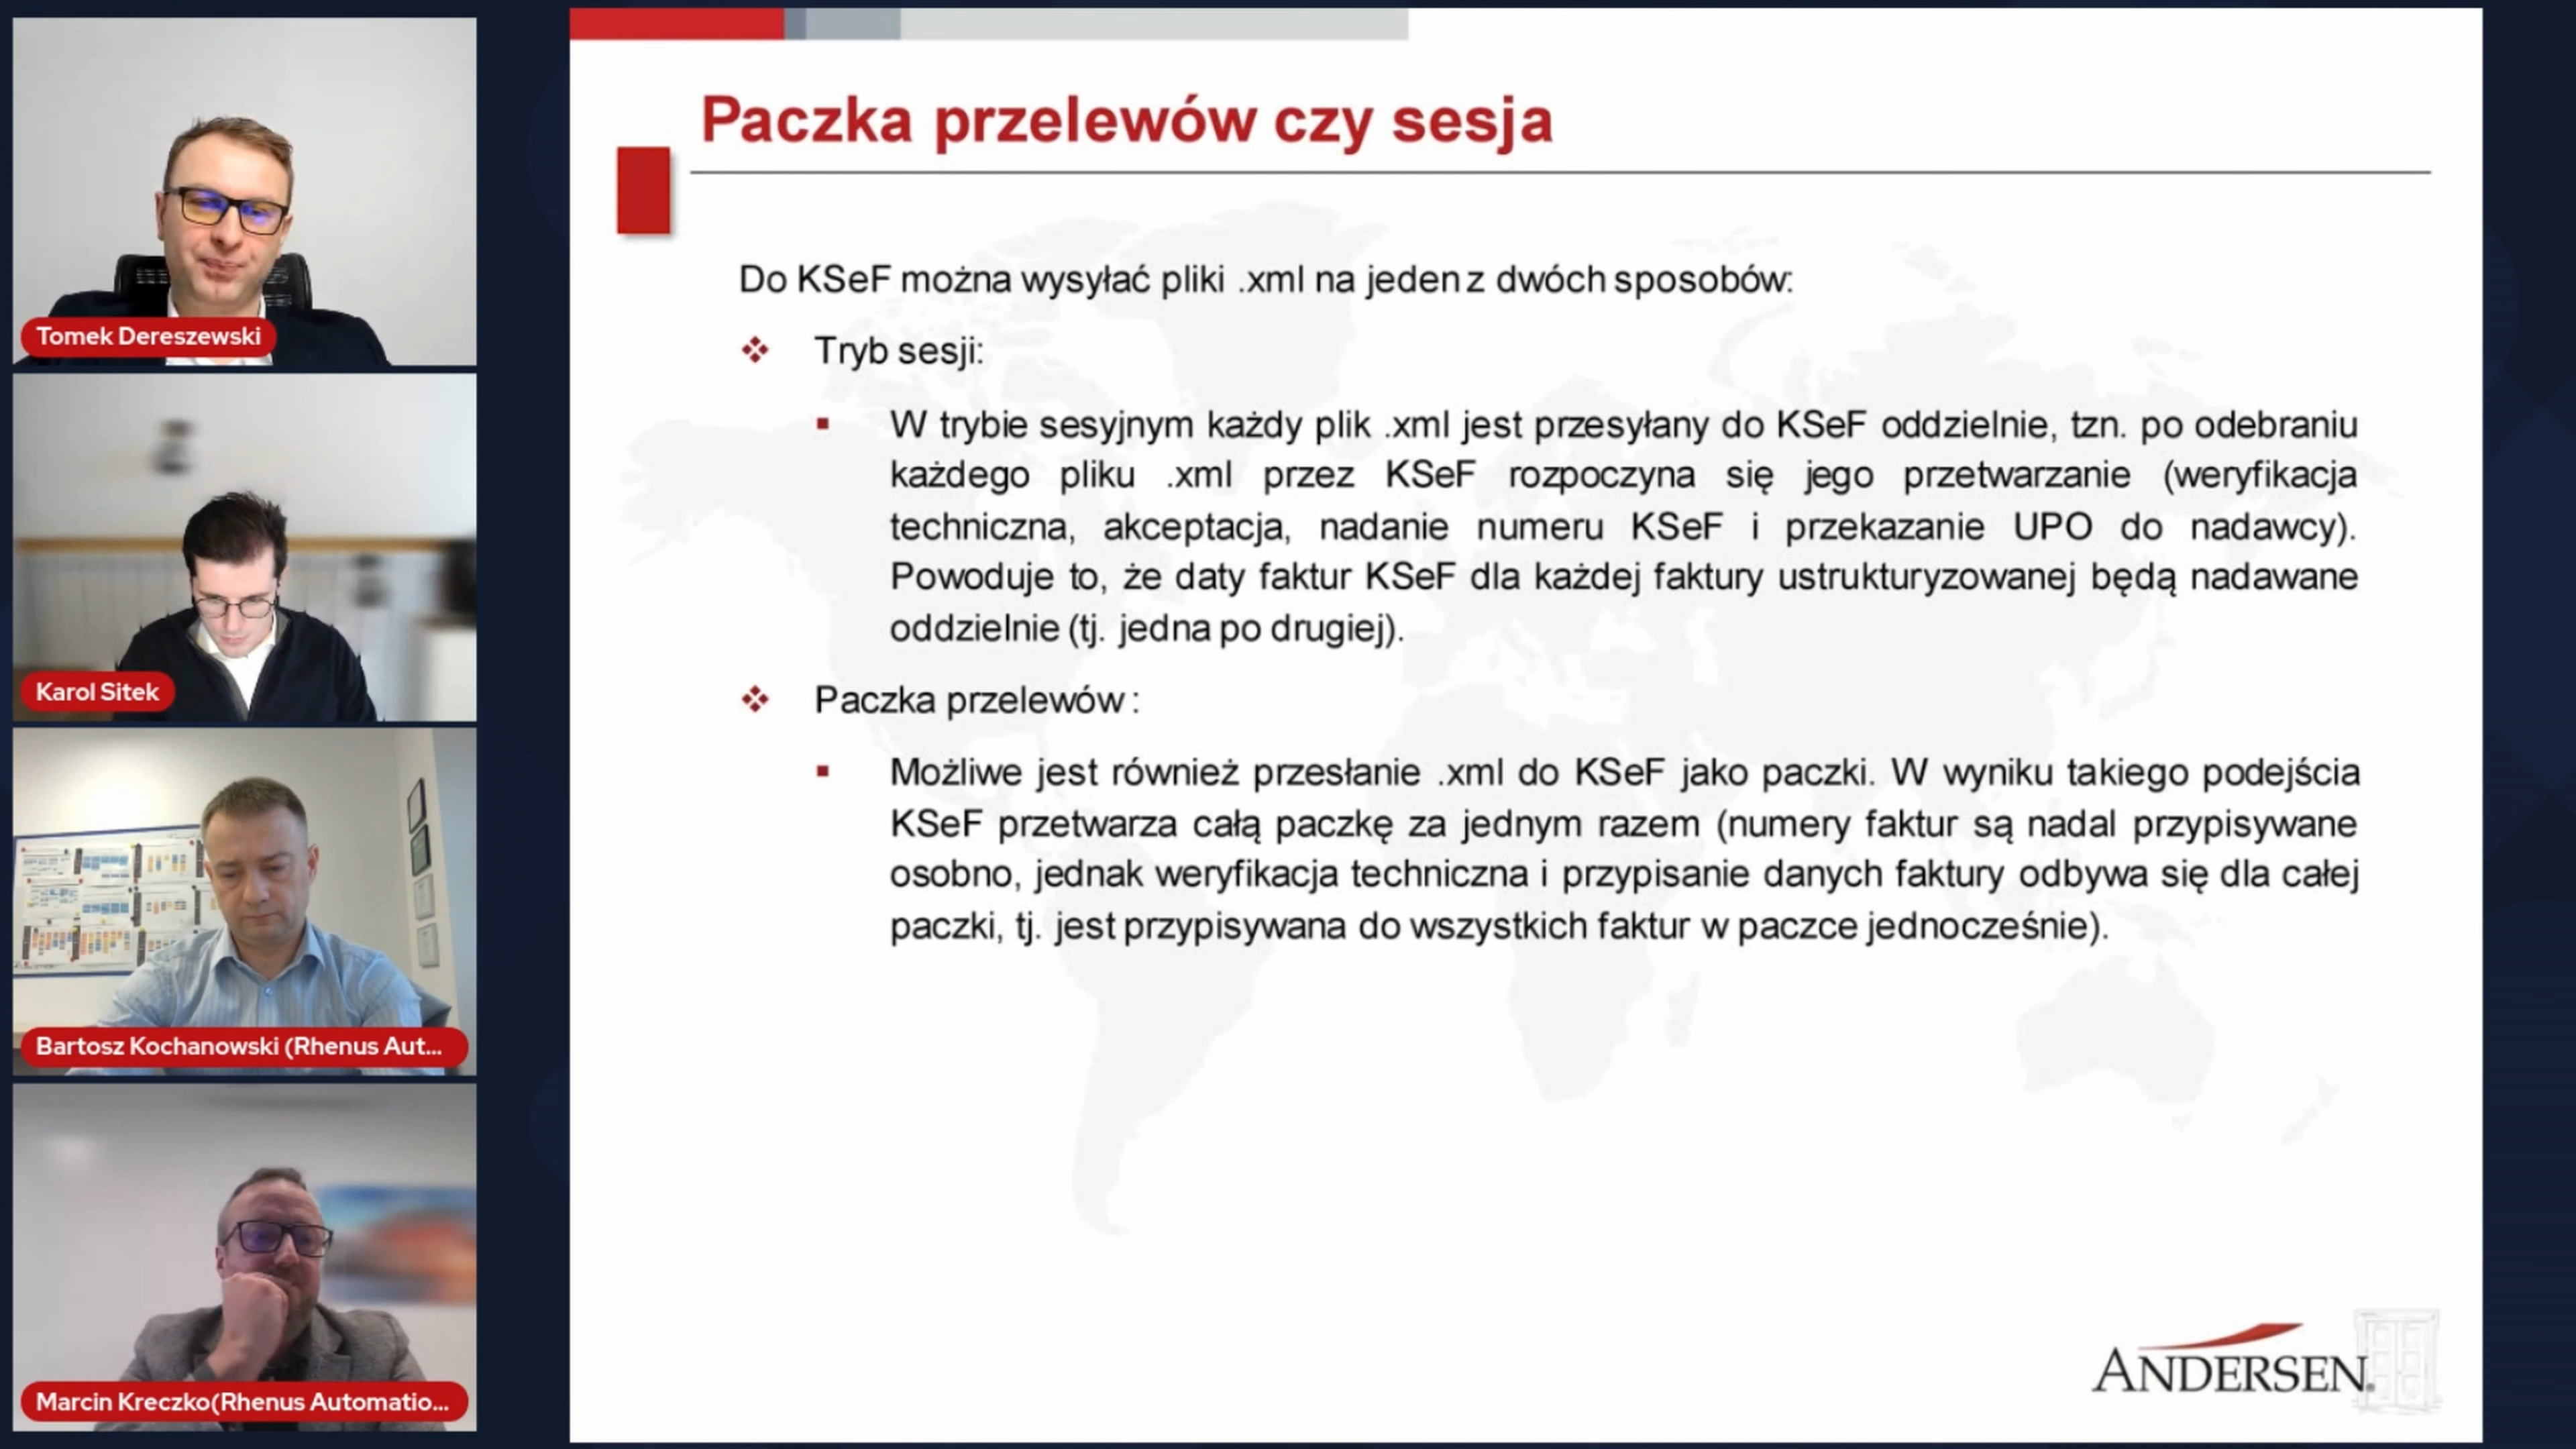 Tomek Dereszewski
Karol Sitek
Bartosz Kochanowski (Rhenus Aut...
Marcin Kreczko(Rhenus Automatio...
Paczka przelewów czy sesja
Do KSeF można wysyłać pliki .xml na jeden z dwóch sposobów:
Tryb sesji:
W trybie sesyjnym każdy plik .xml jest przesyłany do KSeF oddzielnie, tzn. po odebraniu
każdego pliku .xml przez KSeF rozpoczyna się jego przetwarzanie (weryfikacja
techniczna, akceptacja, nadanie numeru KSeF i przekazanie UPO do nadawcy).
Powoduje to, że daty faktur KSeF dla każdej faktury ustrukturyzowanej będą nadawane
oddzielnie (tj. jedna po drugiej).
Paczka przelewów :
Możliwe jest również przesłanie .xml do KSeF jako paczki. W wyniku takiego podejścia
KSeF przetwarza całą paczkę za jednym razem (numery faktur są nadal przypisywane
osobno, jednak weryfikacja techniczna i przypisanie danych faktury odbywa się dla całej
paczki, tj. jest przypisywana do wszystkich faktur w paczce jednocześnie).
ANDERSEN.